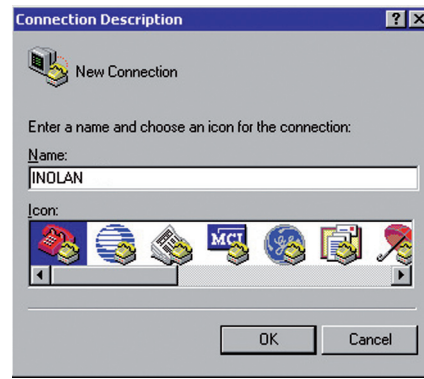 Connection Description
New Connection
Enter a name and choose an icon for the connection:
Name:
INOLAN
Icon:
MCI
OK Cancel